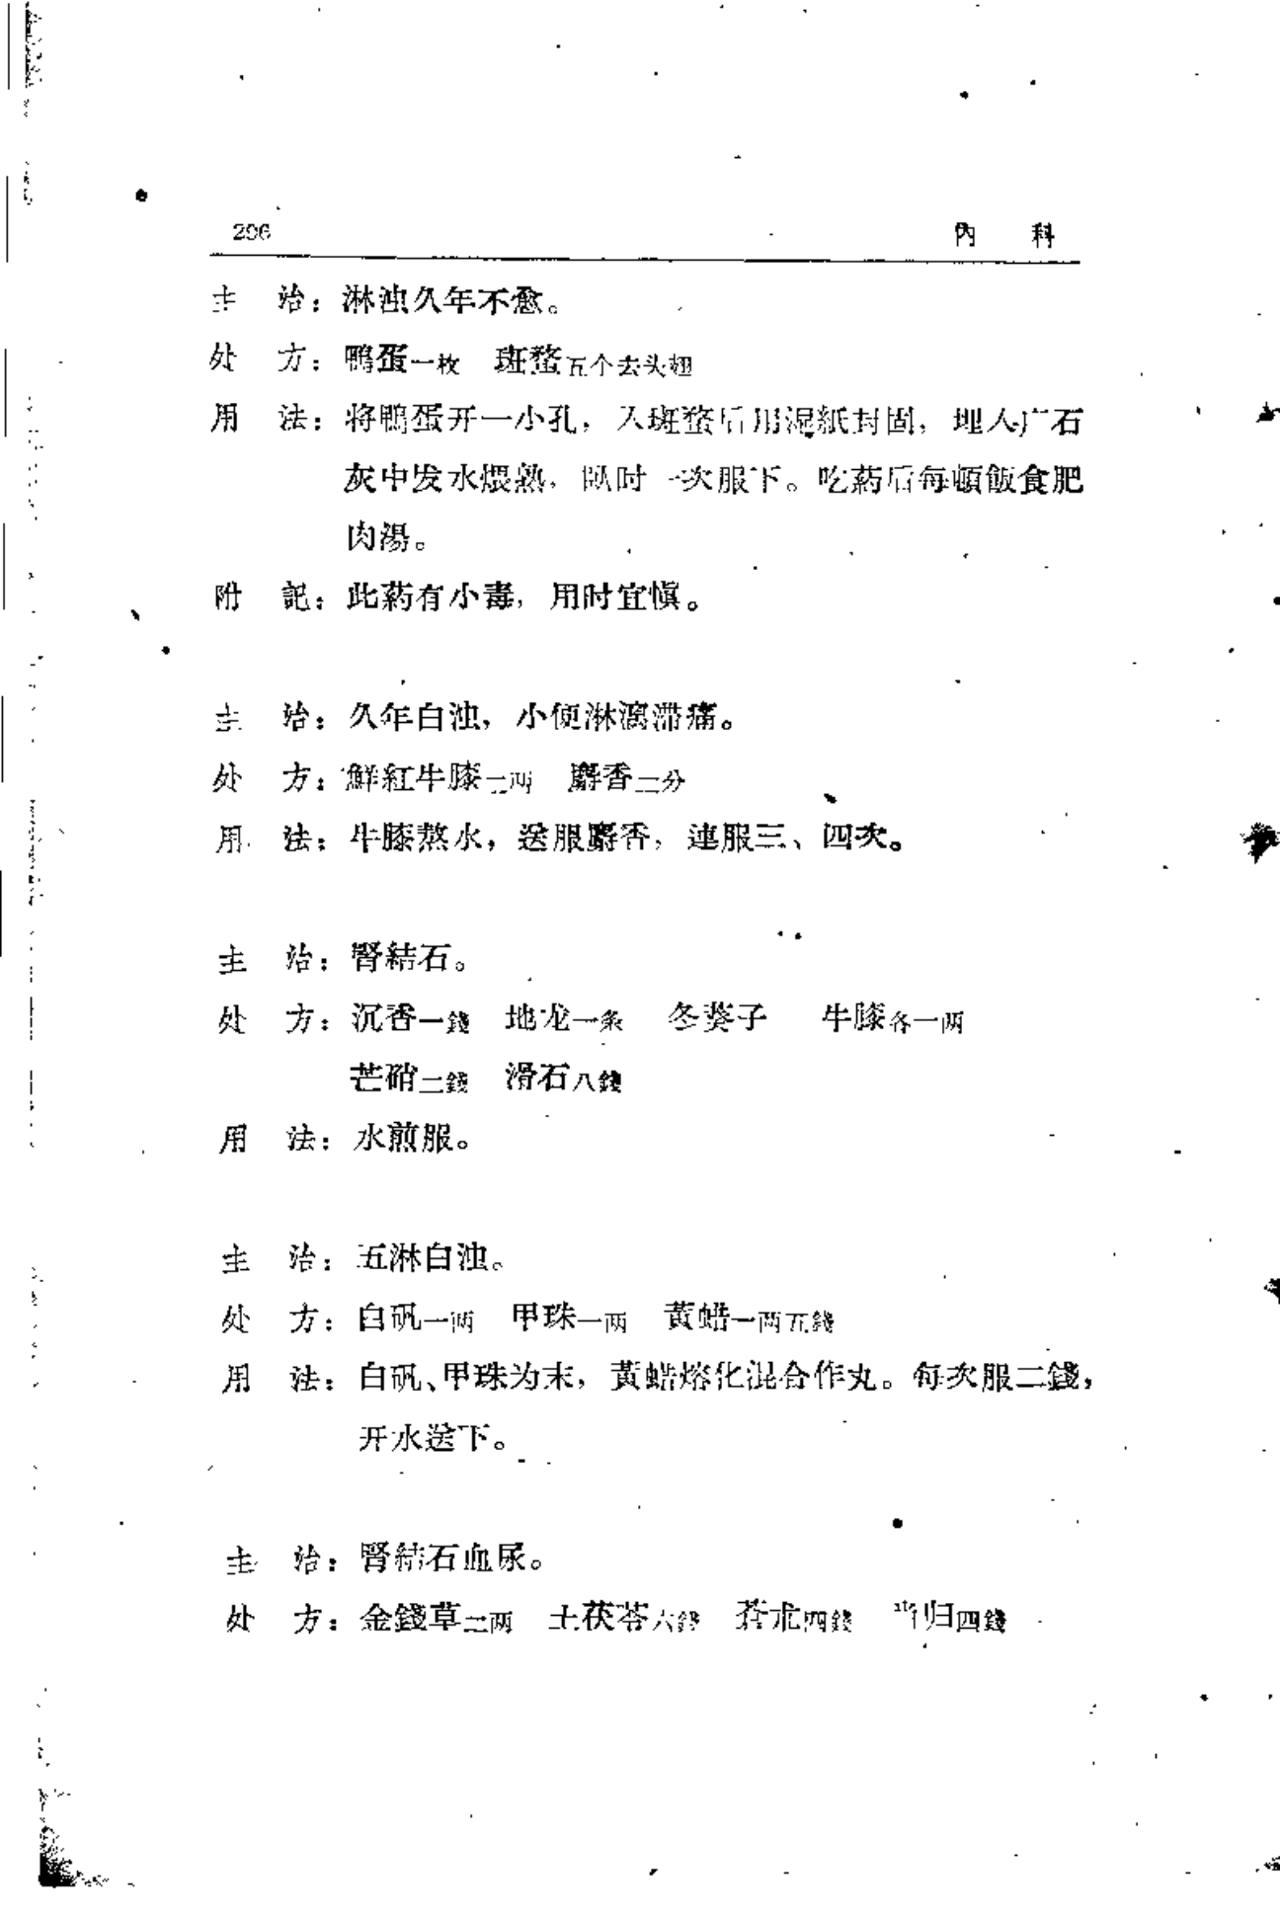 296 內　科
主　治：淋浊久年不愈。
处　方：鴨蛋一枚　斑蝥五个去头翅
用　法：将鴨蛋开一小孔，入斑蝥后用湿紙封固，埋入广石
灰中发水煨熟，臥时一次服下。吃葯后每頓飯食肥
肉湯。
附　記：此葯有小毒，用时宜愼。
主　治：久年白浊，小便淋漓滞痛。
处　方：鮮紅牛膝二两　麝香二分
用　法：牛膝熬水，送服麝香，連服三、四次。
主　治：腎結石。
处　方：沉香一錢　地龙一条　冬葵子　牛膝各一两
芒硝二錢　滑石八錢
用　法：水煎服。
主　治：五淋白浊。
处　方：白矾一两　甲珠一两　黃蜡一两五錢
用　法：白矾、甲珠为末，黃蜡熔化混合作丸。每次服二錢，
开水送下。
主　治：腎結石血尿。
处　方：金錢草二两　土茯苓六錢　苍朮四錢　当归四錢